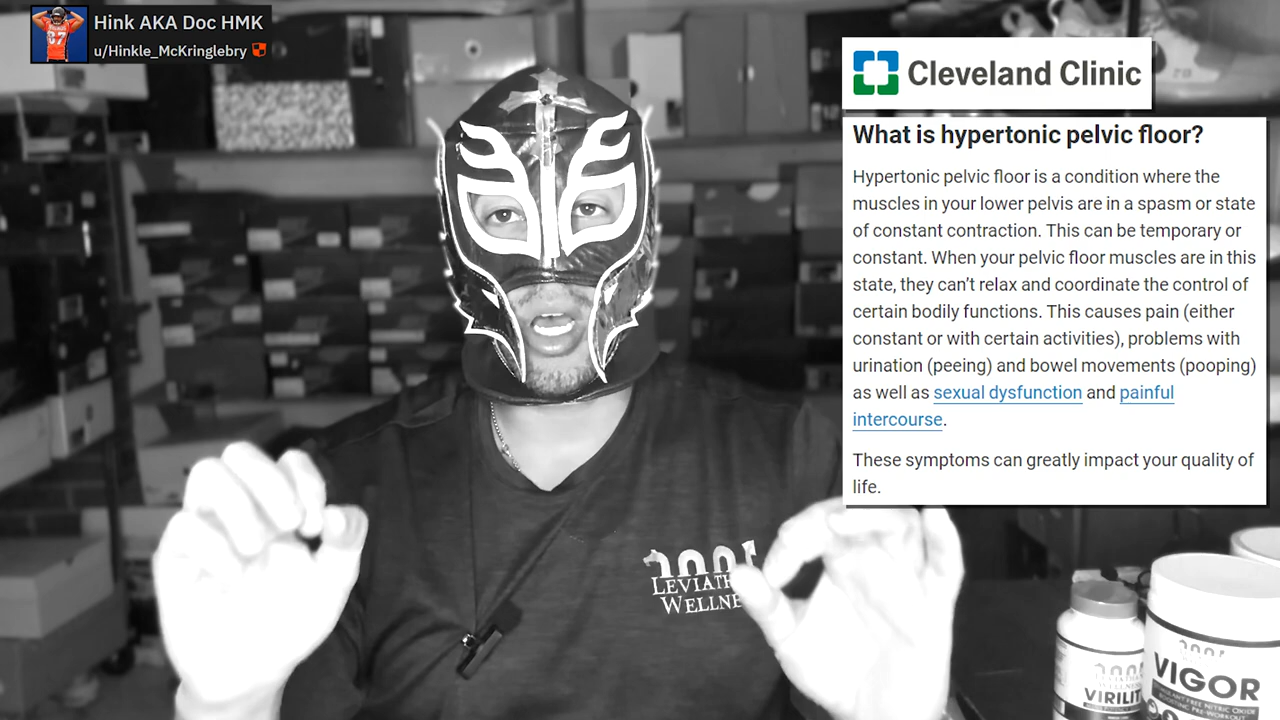 Hink AKA Doc HMK
u/Hinkle_McKringlebry
Cleveland Clinic
What is hypertonic pelvic floor?
Hypertonic pelvic floor is a condition where the
muscles in your lower pelvis are in a spasm or state
of constant contraction. This can be temporary or
constant. When your pelvic floor muscles are in this
state, they can't relax and coordinate the control of
certain bodily functions. This causes pain (either
constant or with certain activities), problems with
urination (peeing) and bowel movements (pooping)
as well as sexual dysfunction and painful
intercourse.
These symptoms can greatly impact your quality of
life.
VIGOR